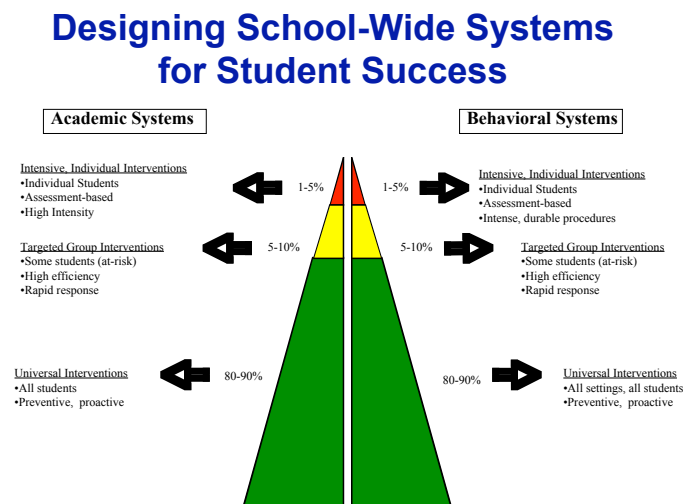 Designing School-Wide Systems
for Student Success
Academic Systems
Behavioral Systems
Intensive, Individual Interventions
•Individual Students
•Assessment-based
•High Intensity
1-5%
1-5%
Intensive, Individual Interventions
•Individual Students
•Assessment-based
•Intense, durable procedures
Targeted Group Interventions
•Some students (at-risk)
•High efficiency
•Rapid response
5-10%
5-10%
Targeted Group Interventions
•Some students (at-risk)
•High efficiency
•Rapid response
Universal Interventions
•All students
•Preventive, proactive
80-90%
80-90%
Universal Interventions
•All settings, all students
•Preventive, proactive